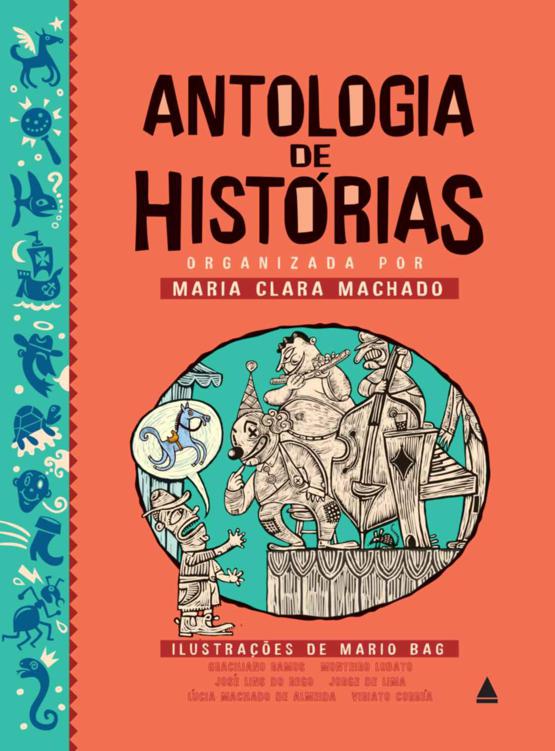 ANTOLOGIA
DE
HISTÓRIAS
ORGANIZADA POR
MARIA CLARA MACHADO
ILUSTRAÇÕES DE MARIO BAG
GRACILIANO RAMOS MONTEIRO LOBATO
JOSÉ LINS DO REGO JORGE DE LIMA
LÚCIA MACHADO DE ALMEIDA VIRIATO CORRÊA